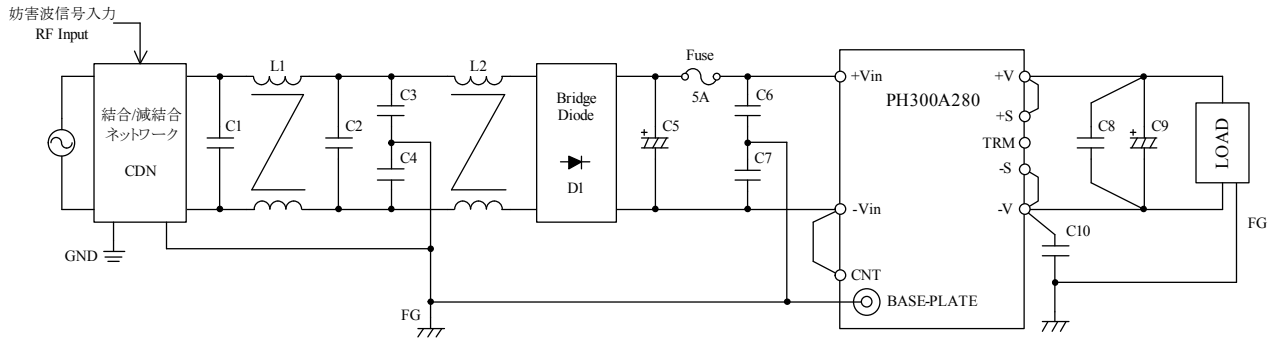 妨害波信号入力
RF Input
結合/減結合
ネットワーク
CDN
GND
L1
C1
C2
C3
C4
L2
Bridge
Diode
D1
+
C5
Fuse
5A
C6
C7
FG
PH300A280
+Vin
-Vin
CNT
BASE-PLATE
+V
+S
TRM
-S
-V
C8
+
C9
C10
LOAD
FG